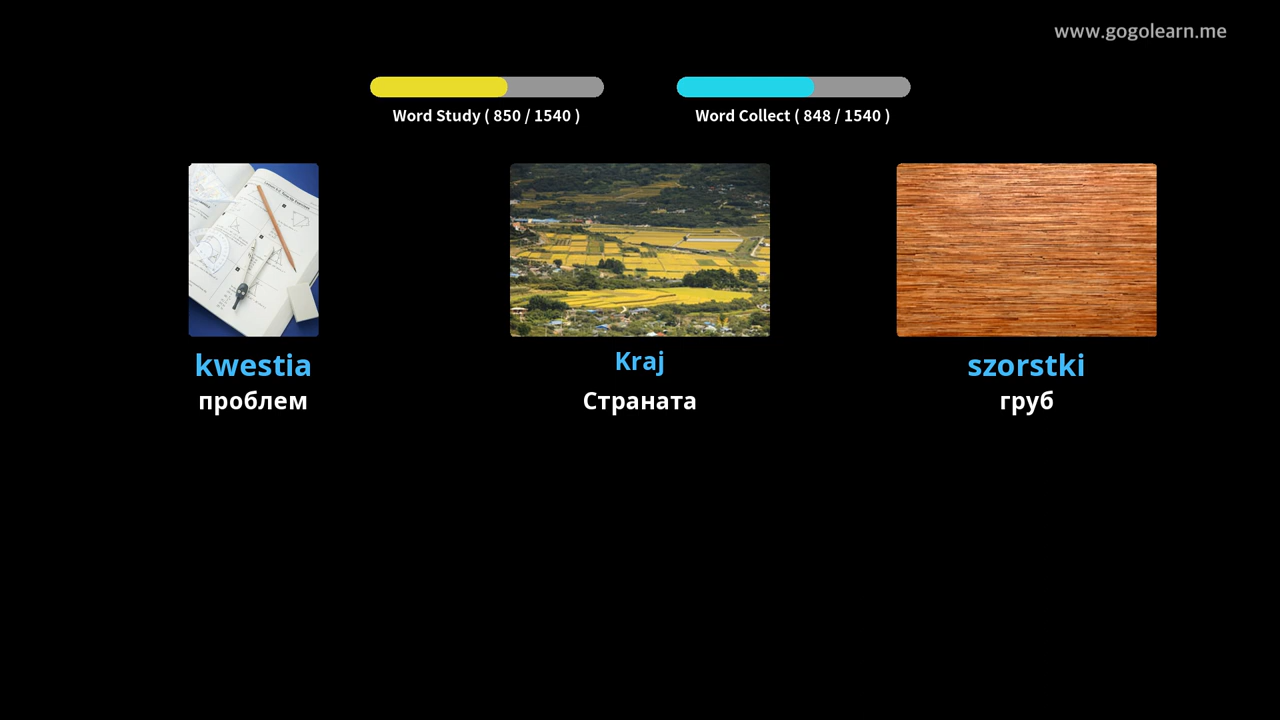 www.gogolearn.me
Word Study ( 850 / 1540 )
Word Collect ( 848 / 1540 )
kwestia
проблем
Kraj
Страната
szorstki
груб